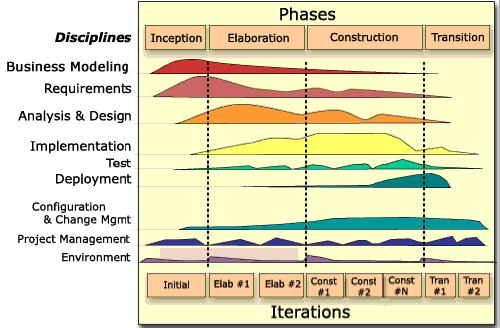 Phases
Disciplines
Inception
Elaboration
Construction
Transition
Business Modeling
Requirements
Analysis & Design
Implementation
Test
Deployment
Configuration
& Change Mgmt
Project Management
Environment
Initial
Elab #1
Elab #2
Const
#1
Const
#2
Const
#N
Tran
#1
Tran
#2
Iterations